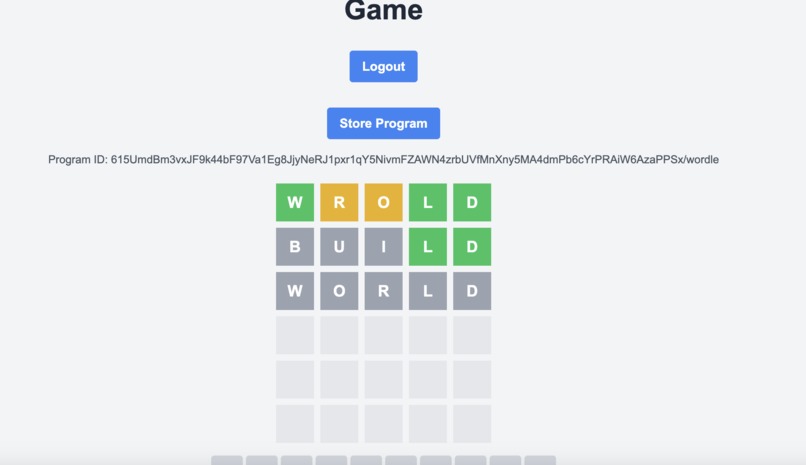 Game
Logout
Store Program
Program ID: 615UmdBm3vxJF9k44bF97Va1Eg8JjyNeRJ1pxr1qY5NivmFZAWN4zrbUVfMnXny5MA4dmPb6cYrPRAiW6AzaPPSx/wordle
W R O L D
B U I L D
W O R L D